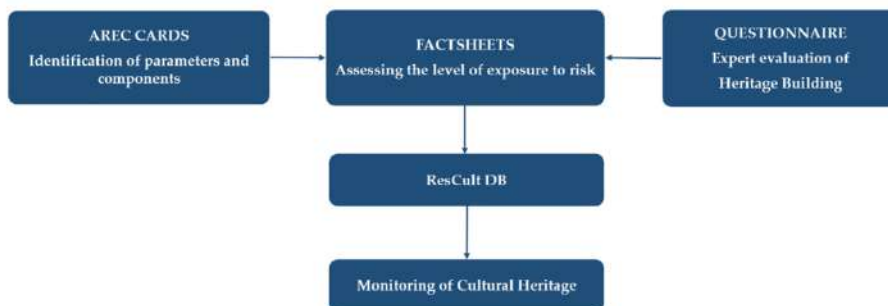 AREC CARDS
Identification of parameters and
components
FACTSHEETS
Assessing the level of exposure to risk
QUESTIONNAIRE
Expert evaluation of
Heritage Building
ResCult DB
Monitoring of Cultural Heritage